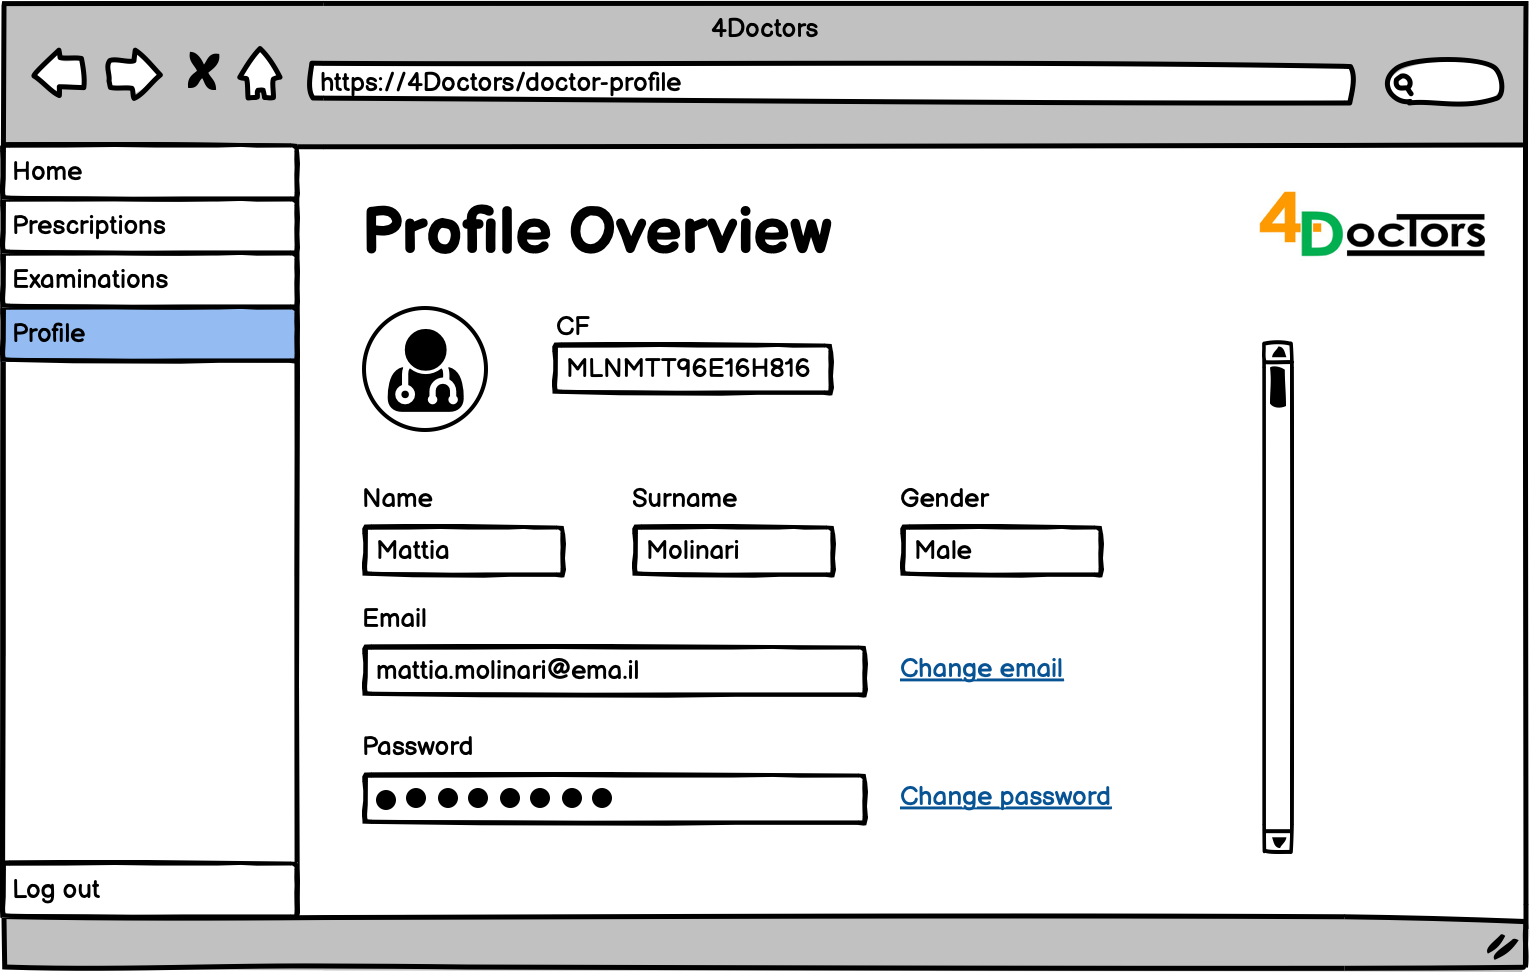 4Doctors
https://4Doctors/doctor-profile
Home
Prescriptions
Examinations
Profile
Log out
Profile Overview
4Doctors
CF
MLNMTT96E16H816
Name
Surname
Gender
Mattia
Molinari
Male
Email
mattia.molinari@ema.il
Change email
Password
Change password